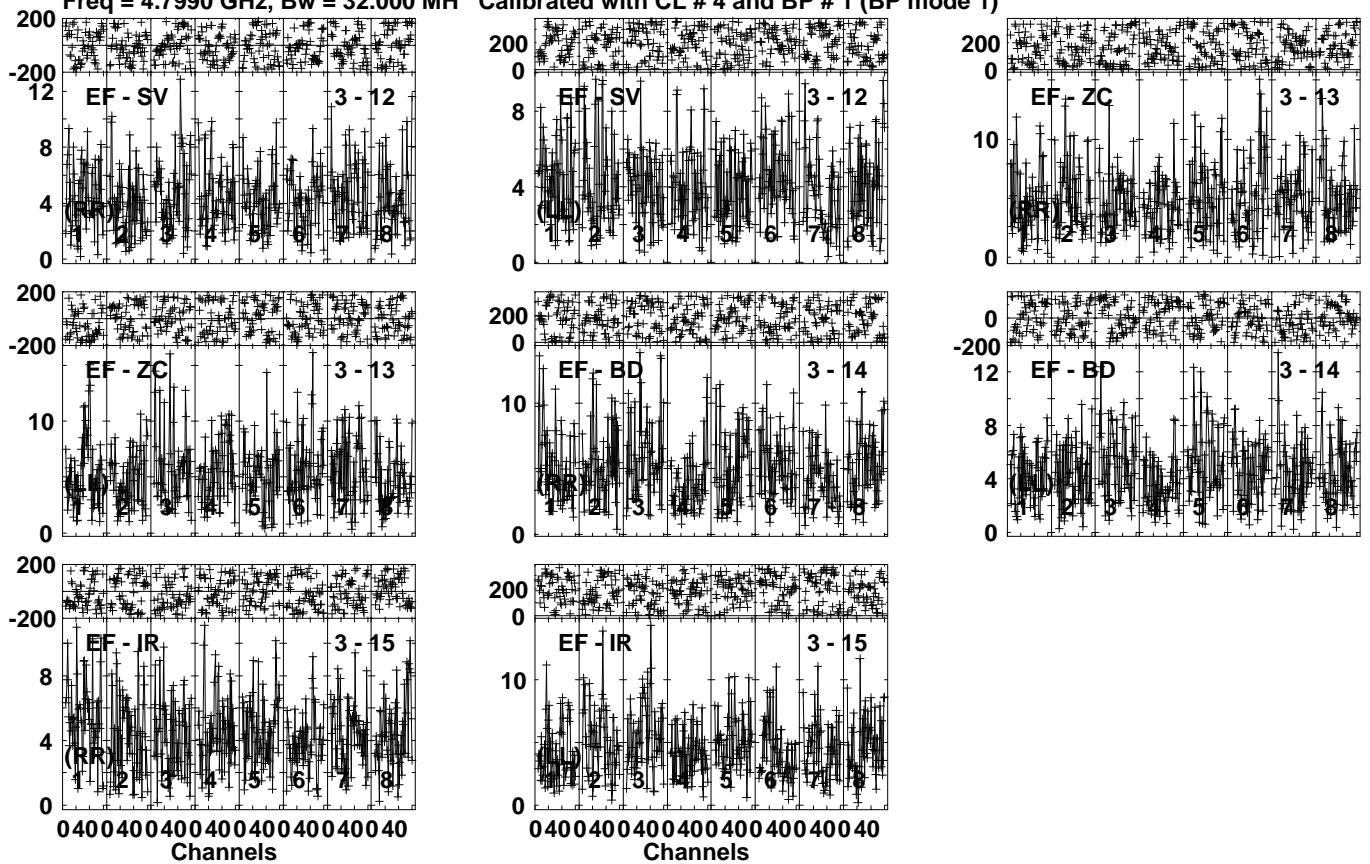 Freq = 4.7990 GHz, Bw = 32.000 MH Calibrated with CL # 4 and BP # 1 (BP mode 1)
200
-200
12
8
4
0
EF - SV 3 - 12
(RR)
1 2 3 4 5 6 7 8
200
0
8
4
0
EF - SV 3 - 12
(LL)
1 2 3 4 5 6 7 8
200
0
10
0
EF - ZC 3 - 13
(RR)
1 2 3 4 5 6 7 8
200
-200
10
0
EF - ZC 3 - 13
(LL)
1 2 3 4 5 6 7 8
200
0
10
0
EF - BD 3 - 14
(RR)
1 2 3 4 5 6 7 8
0
-200
12
8
4
0
EF - BD 3 - 14
(LL)
1 2 3 4 5 6 7 8
200
-200
8
4
0
EF - IR 3 - 15
(RR)
1 2 3 4 5 6 7 8
0 40 0 40 0 40 0 40 0 40 0 40 0 40 0 40
Channels
200
0
10
0
EF - IR 3 - 15
(LL)
1 2 3 4 5 6 7 8
0 40 0 40 0 40 0 40 0 40 0 40 0 40 0 40
Channels